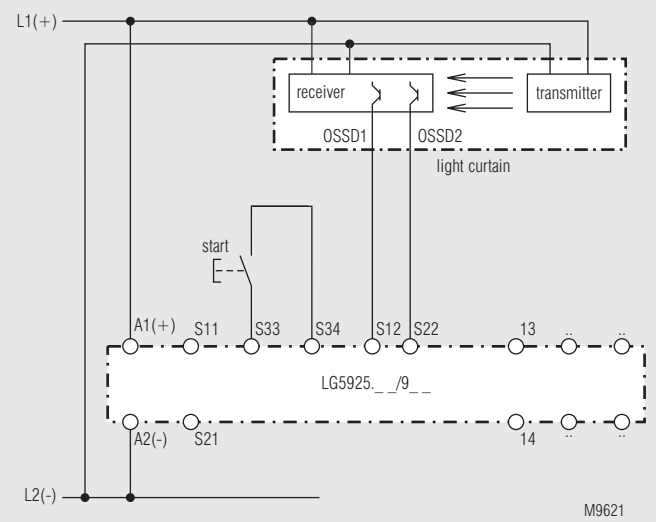 L1(+)
receiver
transmitter
OSSD1
OSSD2
light curtain
start
A1(+)
S11
S33
S34
S12
S22
13
..
..
LG5925._ _/9_ _
A2(-)
S21
14
..
..
L2(-)
M9621